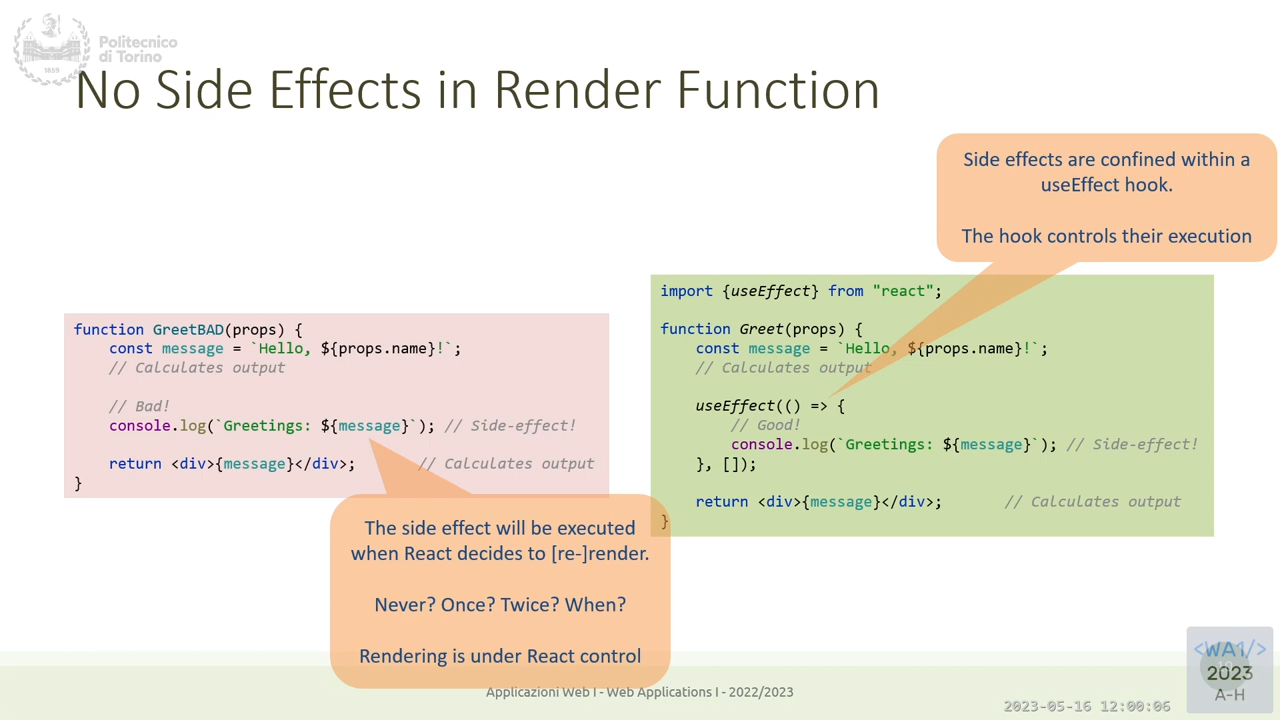 Politecnico
di Torino
1859
No Side Effects in Render Function
Side effects are confined within a
useEffect hook.
The hook controls their execution
function GreetBAD(props) {
const message = `Hello, ${props.name}!`;
// Calculates output
// Bad!
console.log(`Greetings: ${message}`); // Side-effect!
return <div>{message}</div>; // Calculates output
}
The side effect will be executed
when React decides to [re-]render.
Never? Once? Twice? When?
Rendering is under React control
import {useEffect} from "react";
function Greet(props) {
const message = `Hello, ${props.name}!`;
// Calculates output
useEffect(() => {
// Good!
console.log(`Greetings: ${message}`); // Side-effect!
}, []);
return <div>{message}</div>; // Calculates output
}
Applicazioni Web I - Web Applications I - 2022/2023
<WA1/>
2023
A-H
2023-05-16 12:00:06